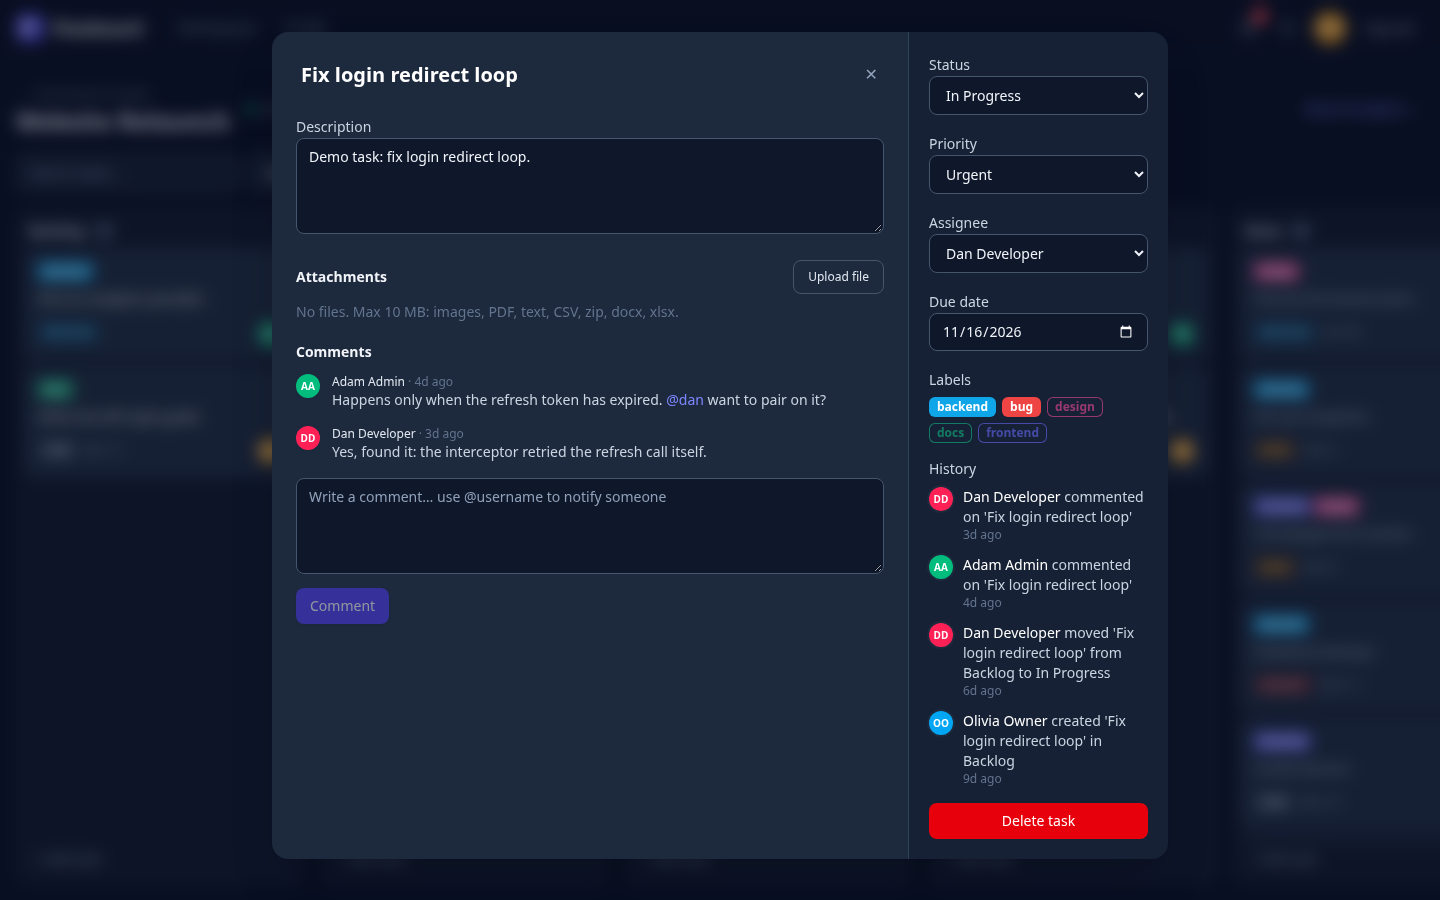 Fix login redirect loop
×
Description
Demo task: fix login redirect loop.
Attachments
Upload file
No files. Max 10 MB: images, PDF, text, CSV, zip, docx, xlsx.
Comments
AA
Adam Admin · 4d ago
Happens only when the refresh token has expired. @dan want to pair on it?
DD
Dan Developer · 3d ago
Yes, found it: the interceptor retried the refresh call itself.
Write a comment... use @username to notify someone
Comment
Status
In Progress
Priority
Urgent
Assignee
Dan Developer
Due date
11/16/2026
Labels
backend bug design
docs frontend
History
DD
Dan Developer commented
on 'Fix login redirect loop'
3d ago
AA
Adam Admin commented
on 'Fix login redirect loop'
4d ago
DD
Dan Developer moved 'Fix
login redirect loop' from
Backlog to In Progress
6d ago
OO
Olivia Owner created 'Fix
login redirect loop' in
Backlog
9d ago
Delete task